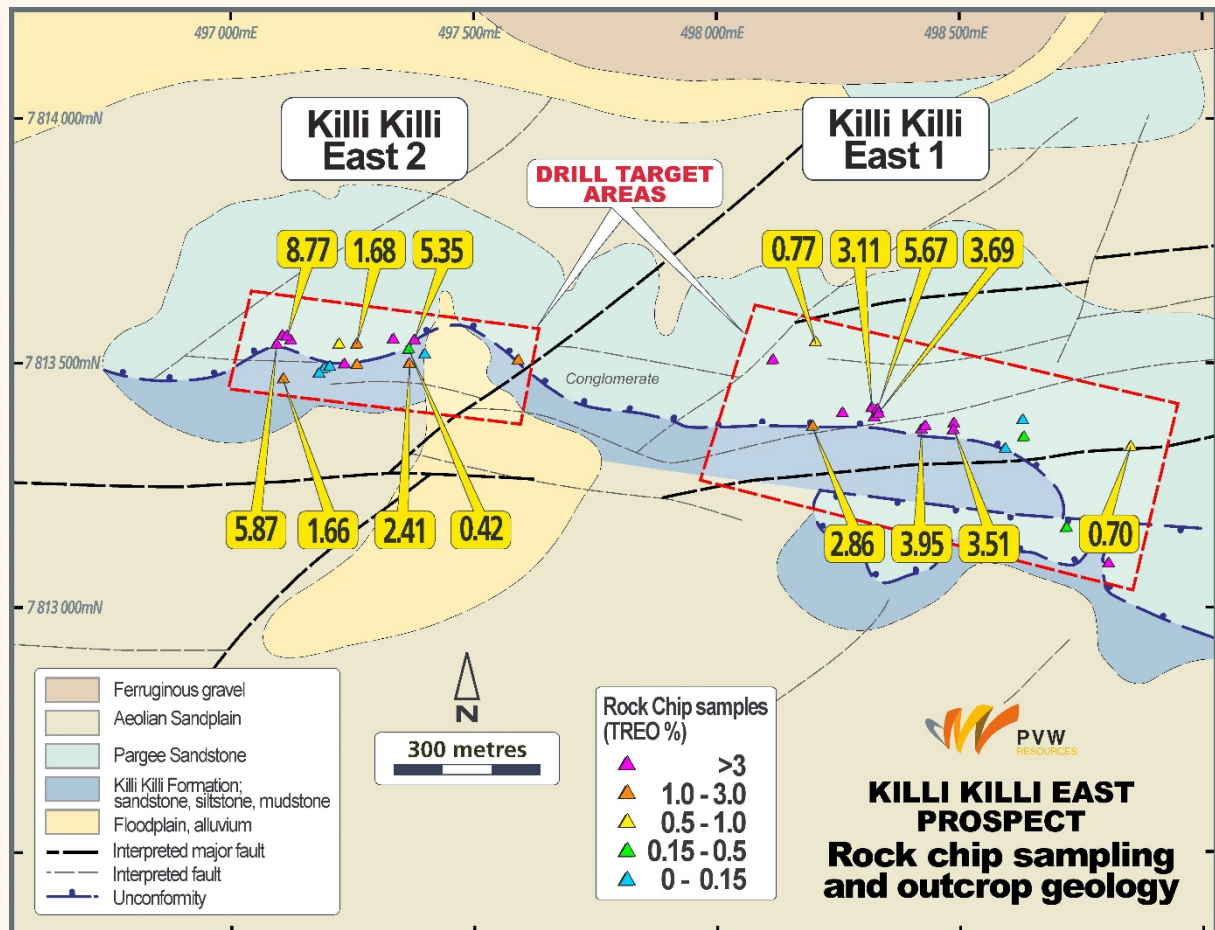 497 000mE
497 500mE
498 000mE
498 500mE
7 814 000mN
7 813 500mN
7 813 000mN
Killi Killi
East 2
Killi Killi
East 1
DRILL TARGET
AREAS
8.77
1.68
5.35
0.77
3.11
5.67
3.69
Conglomerate
5.87
1.66
2.41
0.42
2.86
3.95
3.51
0.70
Ferruginous gravel
Aeolian Sandplain
Pargee Sandstone
Killi Killi Formation;
sandstone, siltstone, mudstone
Floodplain, alluvium
Interpreted major fault
Interpreted fault
Unconformity
N
300 metres
Rock Chip samples
(TREO %)
>3
1.0 - 3.0
0.5 - 1.0
0.15 - 0.5
0 - 0.15
PVW
RESOURCES
KILLI KILLI EAST
PROSPECT
Rock chip sampling
and outcrop geology